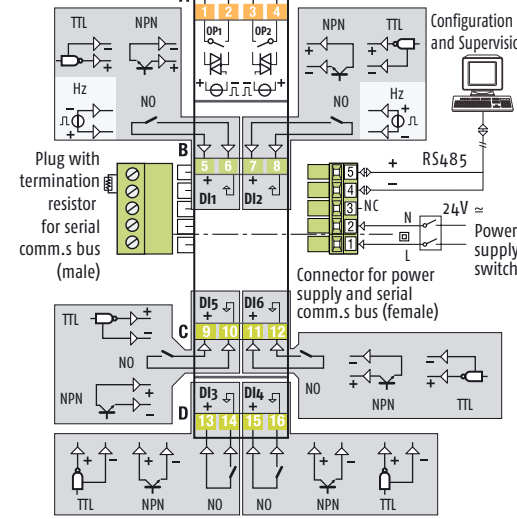 A
1 2 3 4
TTL NPN OP1 OP2 NPN TTL
Configuration
and Supervisio
Hz NO NO Hz
B
5 6 7 8
+ +
DI1 DI2
Plug with
termination
resistor
for serial
comm.s bus
(male)
5 + RS485
4 −
3 NC
2 N 24V ≃
1 L
Power
supply
switch
Connector for power
supply and serial
comm.s bus (female)
DI5 DI6
+ +
C
9 10 11 12
TTL + −
NO NO
NPN + −
− + NPN
− + TTL
DI3 DI4
+ +
D
13 14 15 16
+ − + − + − + −
TTL NPN NO NO NPN TTL